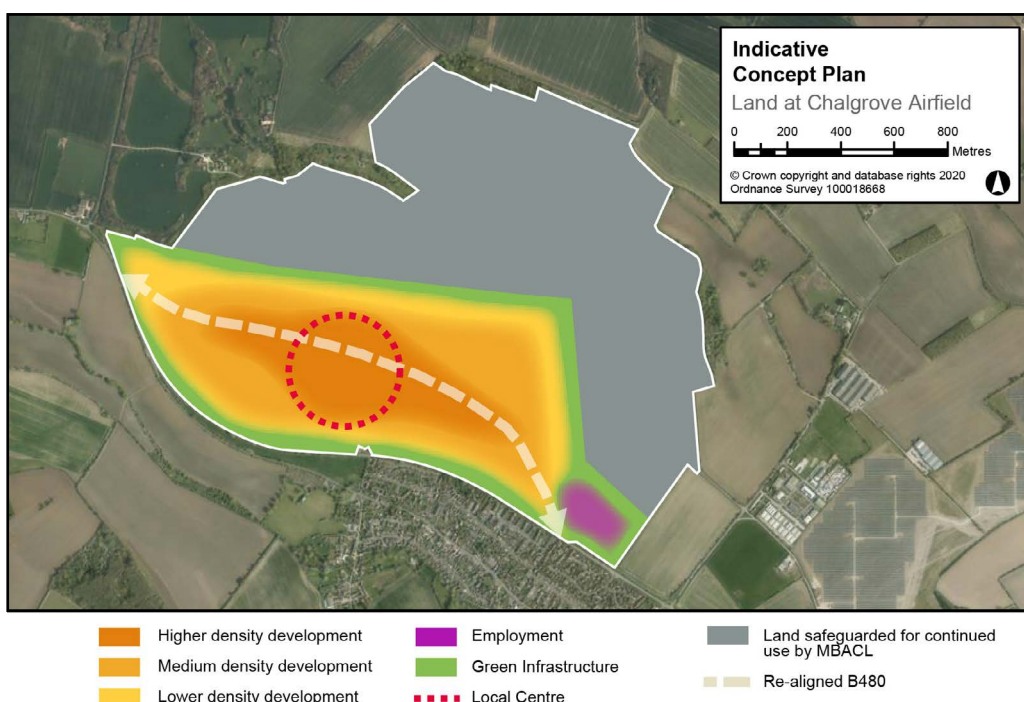 Indicative
Concept Plan
Land at Chalgrove Airfield
0 200 400 600 800
Metres
© Crown copyright and database rights 2020
Ordnance Survey 100018668
Higher density development
Medium density development
Lower density development
Employment
Green Infrastructure
Local Centre
Land safeguarded for continued
use by MBACL
Re-aligned B480